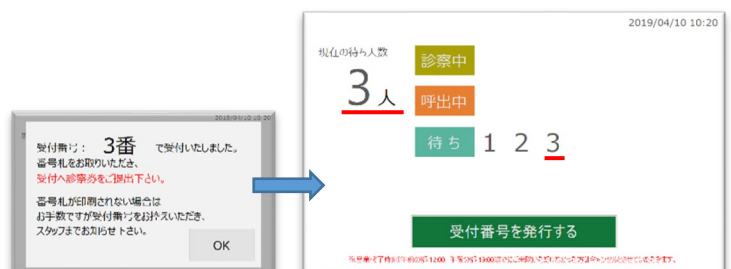 2019/04/10 10:20
受付番号： 3番 で受付いたしました。
番号札をお取りいただき、
受付へ診察券をご提出下さい。
番号札が印刷されない場合は
お手数ですが受付番号をお控えいただき、
スタッフまでお知らせ下さい。
OK
2019/04/10 10:20
現在の待ち人数
3人
診察中
呼出中
待ち 1 2 3
受付番号を発行する